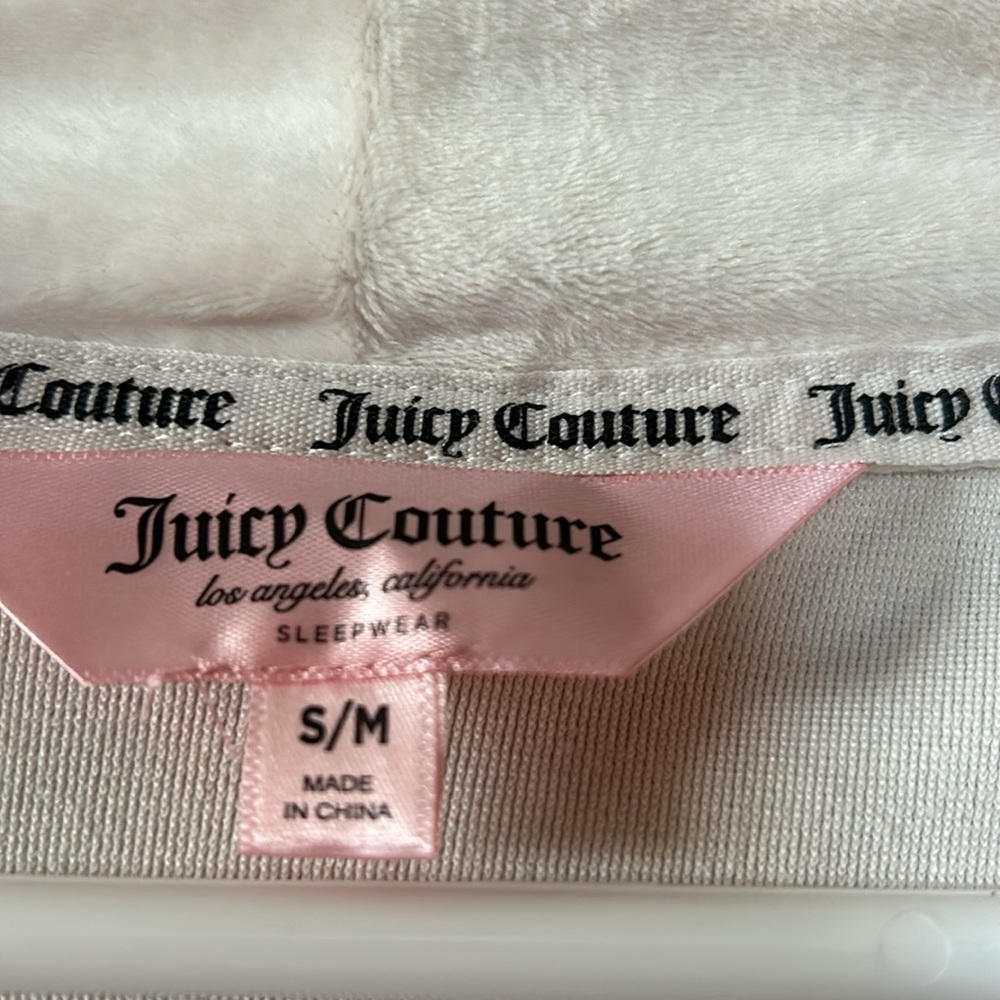 Couture Juicy Couture Juicy
Juicy Couture
los angeles, california
SLEEPWEAR
S/M
MADE
IN CHINA